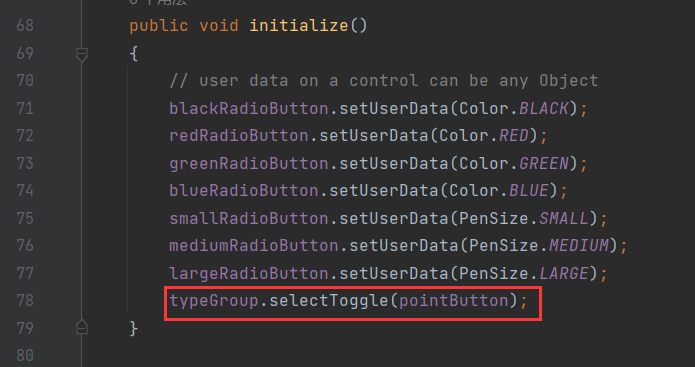 68 public void initialize()
69 {
70 // user data on a control can be any Object
71 blackRadioButton.setUserData(Color.BLACK);
72 redRadioButton.setUserData(Color.RED);
73 greenRadioButton.setUserData(Color.GREEN);
74 blueRadioButton.setUserData(Color.BLUE);
75 smallRadioButton.setUserData(PenSize.SMALL);
76 mediumRadioButton.setUserData(PenSize.MEDIUM);
77 largeRadioButton.setUserData(PenSize.LARGE);
78 typeGroup.selectToggle(pointButton);
79 }
80